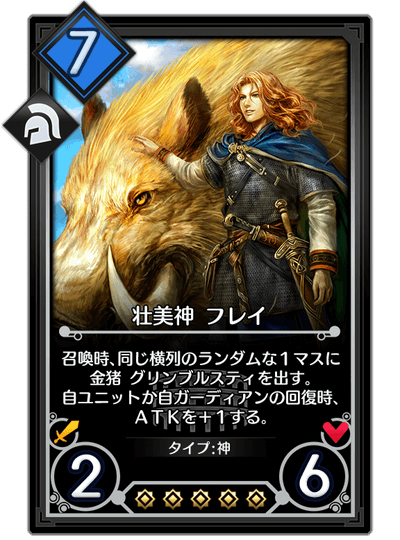 7
壮美神 フレイ
召喚時、同じ横列のランダムな1マスに
金猪 グリンブルスティを出す。
自ユニットか自ガーディアンの回復時、
ATKを+1する。
タイプ:神
2
6